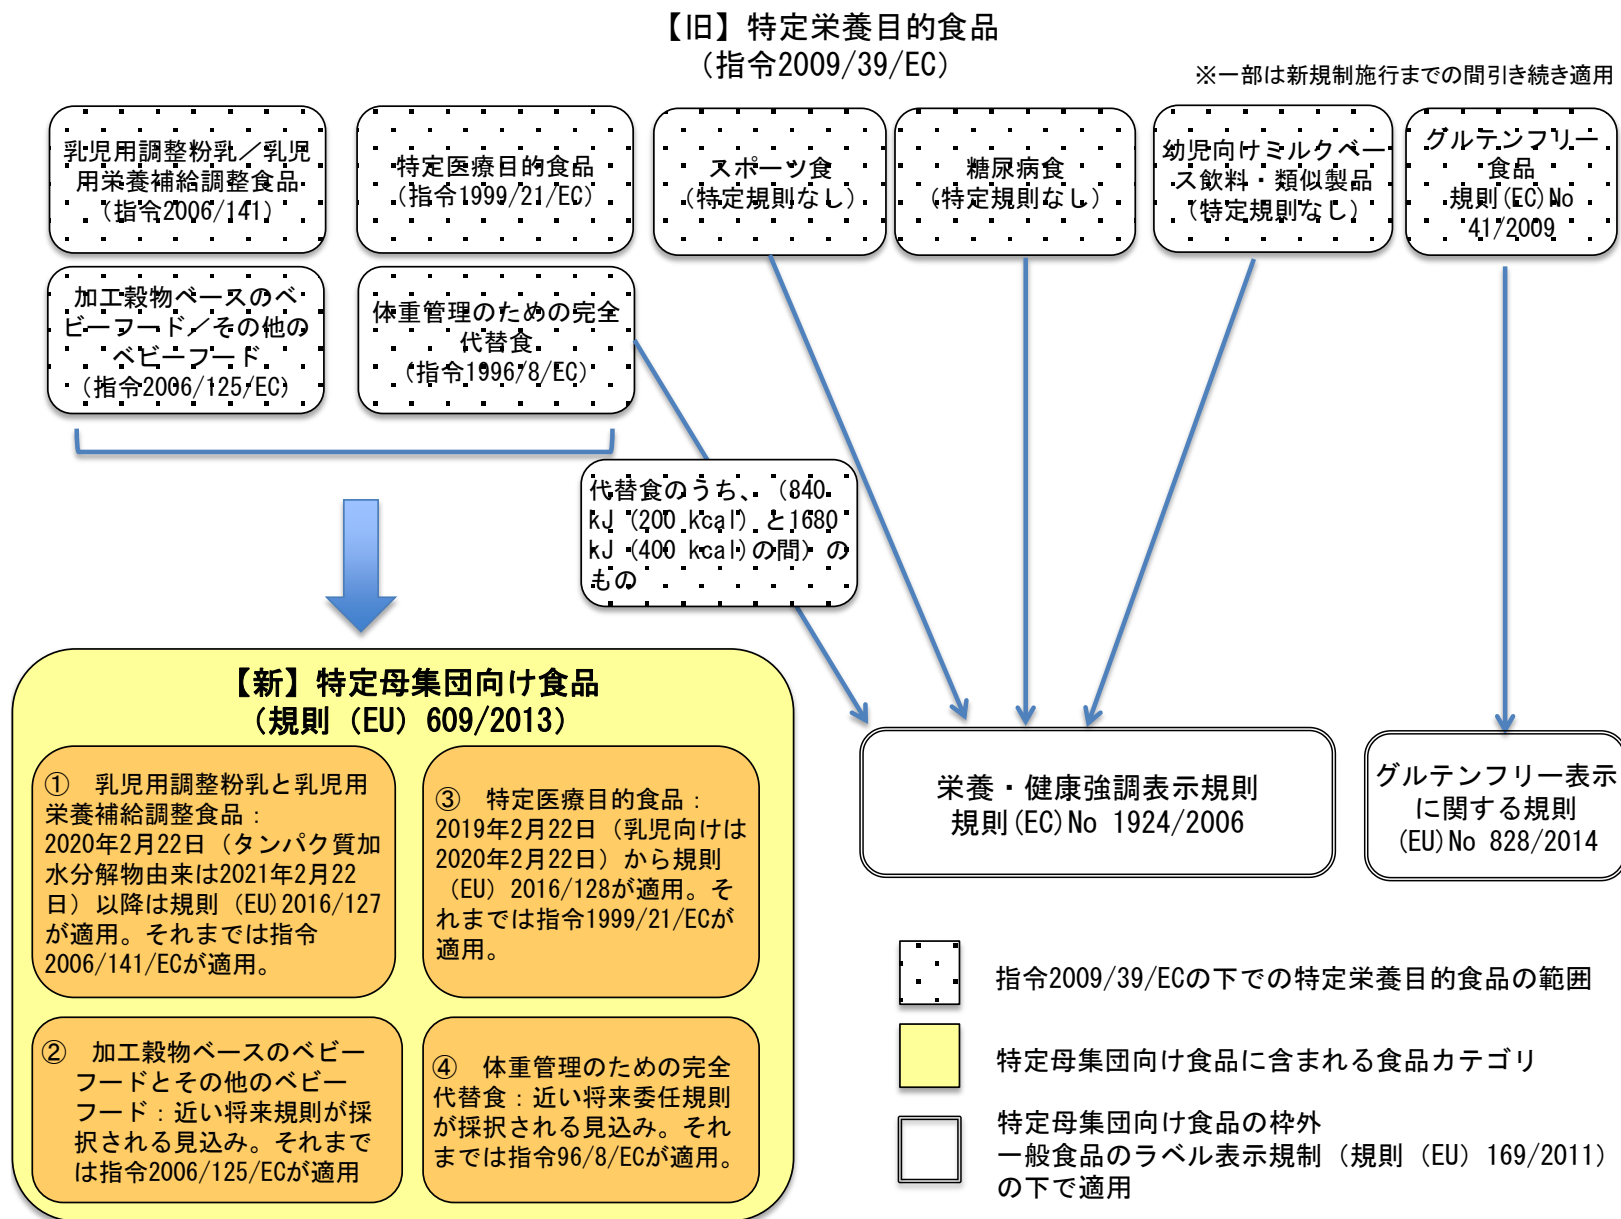 【旧】特定栄養目的食品
（指令2009/39/EC）
※一部は新規制施行までの間引き続き適用
乳児用調整粉乳／乳児
用栄養補給調整食品
（指令2006/141）
特定医療目的食品
（指令1999/21/EC）
スポーツ食
（特定規則なし）
糖尿病食
（特定規則なし）
幼児向けミルクベー
ス飲料・類似製品
（特定規則なし）
グルテンフリー
食品
規則(EC)No
41/2009
加工穀物ベースのベ
ビーフード／その他の
ベビーフード
（指令2006/125/EC）
体重管理のための完全
代替食
（指令1996/8/EC）
代替食のうち、（840
kJ（200 kcal）と1680
kJ（400 kcal)の間）の
もの
【新】特定母集団向け食品
（規則（EU）609/2013）
①　乳児用調整粉乳と乳児用
栄養補給調整食品：
2020年2月22日（タンパク質加
水分解物由来は2021年2月22
日）以降は規則（EU)2016/127
が適用。それまでは指令
2006/141/ECが適用。
③　特定医療目的食品：
2019年2月22日（乳児向けは
2020年2月22日）から規則
（EU）2016/128が適用。そ
れまでは指令1999/21/ECが
適用。
②　加工穀物ベースのベビー
フードとその他のベビー
フード：近い将来規則が採
択される見込み。それまで
は指令2006/125/ECが適用
④　体重管理のための完全
代替食：近い将来委任規則
が採択される見込み。それ
までは指令96/8/ECが適用。
栄養・健康強調表示規則
規則(EC)No 1924/2006
グルテンフリー表示
に関する規則
(EU)No 828/2014
指令2009/39/ECの下での特定栄養目的食品の範囲
特定母集団向け食品に含まれる食品カテゴリ
特定母集団向け食品の枠外
一般食品のラベル表示規制（規則（EU）169/2011）
の下で適用